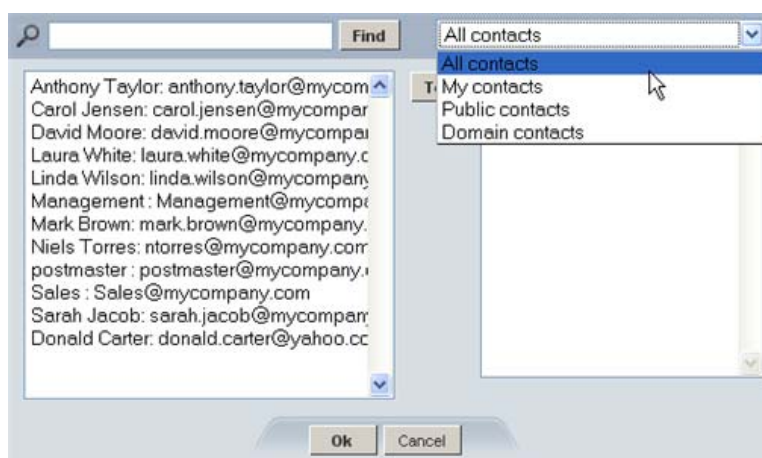 Find
All contacts
All contacts
My contacts
Public contacts
Domain contacts
Anthony Taylor: anthony.taylor@mycom
Carol Jensen: carol.jensen@mycompar
David Moore: david.moore@mycompa
Laura White: laura.white@mycompany.c
Linda Wilson: linda.wilson@mycompany
Management : Management@mycompa
Mark Brown: mark.brown@mycompany.
Niels Torres: ntorres@mycompany.com
postmaster : postmaster@mycompany.
Sales : Sales@mycompany.com
Sarah Jacob: sarah.jacob@mycompan
Donald Carter: donald.carter@yahoo.cc
Ok
Cancel